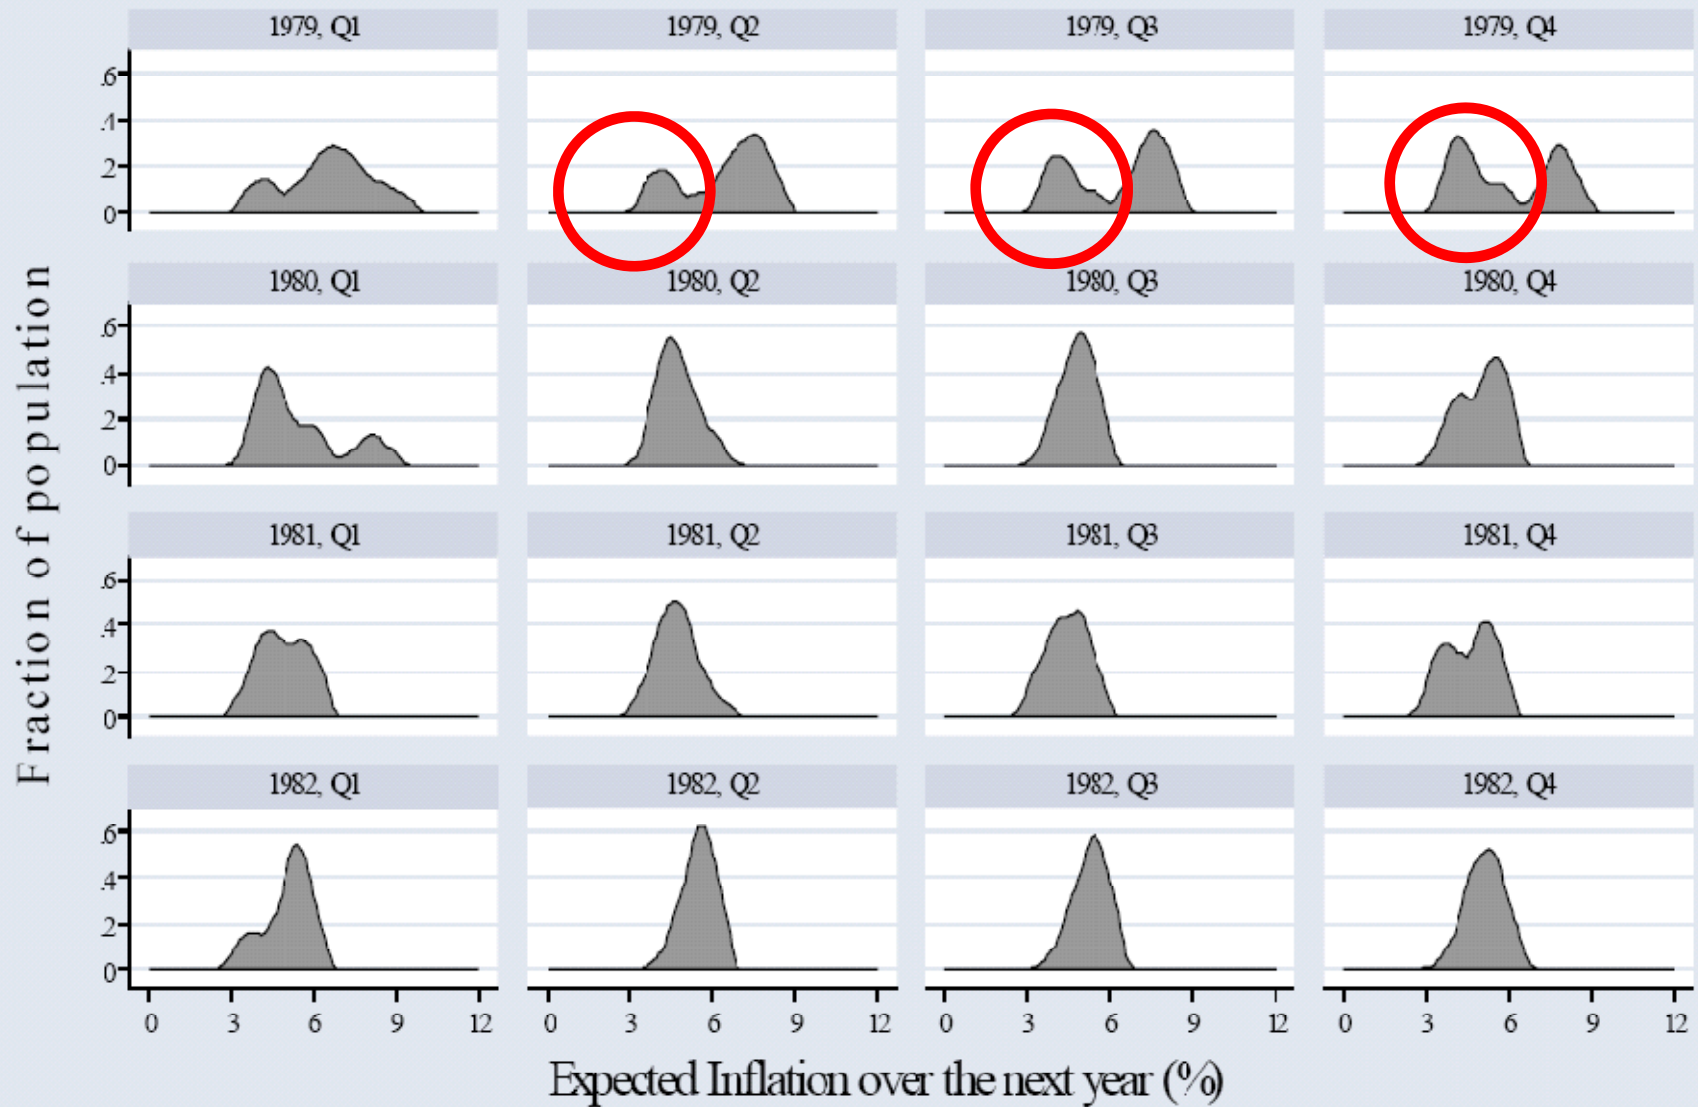 1979, Q1
1979, Q2
1979, Q3
1979, Q4
.6
.4
.2
0
1980, Q1
1980, Q2
1980, Q3
1980, Q4
.6
.4
.2
0
1981, Q1
1981, Q2
1981, Q3
1981, Q4
.6
.4
.2
0
1982, Q1
1982, Q2
1982, Q3
1982, Q4
.6
.4
.2
0
0 3 6 9 12
0 3 6 9 12
0 3 6 9 12
0 3 6 9 12
Fraction of population
Expected Inflation over the next year (%)